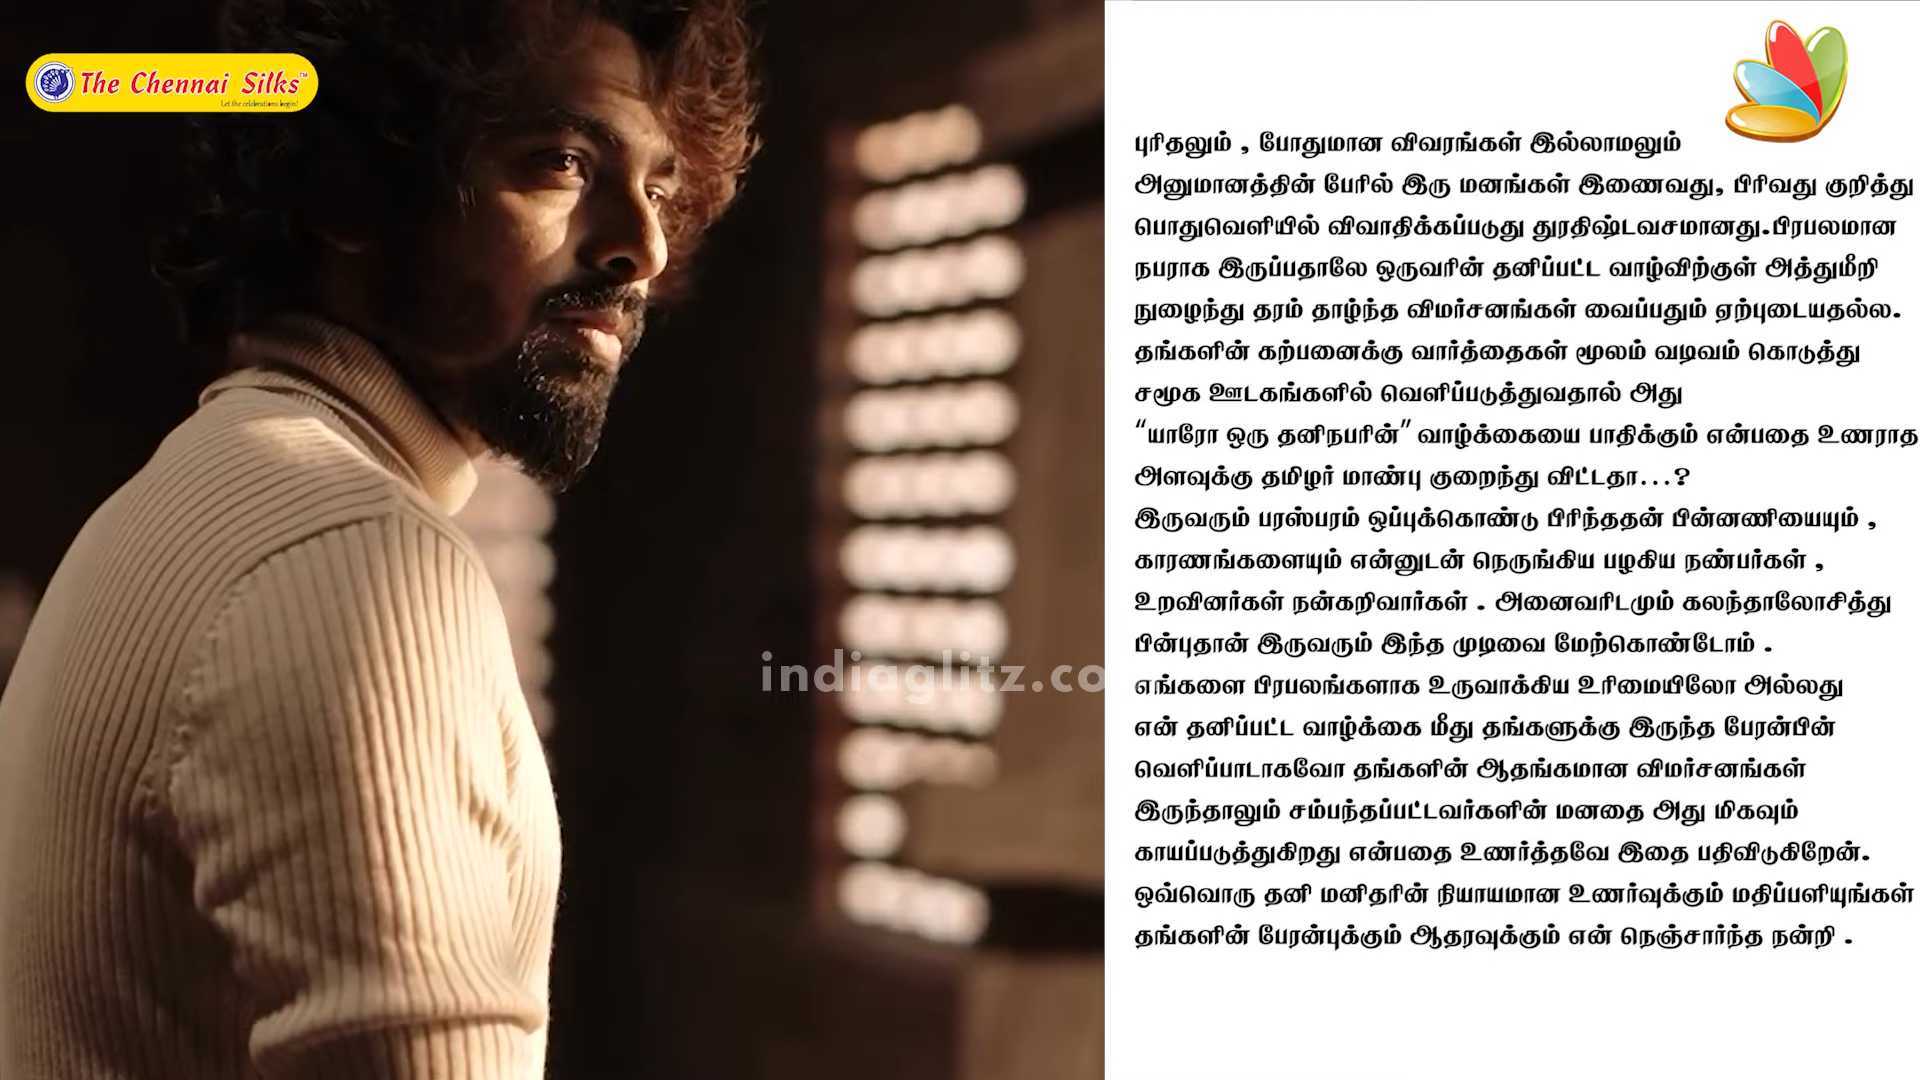 The Chennai Silks™
Let the celebrations begin!
புரிதலும் , போதுமான விவரங்கள் இல்லாமலும்
அனுமானத்தின் பேரில் இரு மனங்கள் இணைவது, பிரிவது குறித்து
பொதுவெளியில் விவாதிக்கப்படுது துரதிஷ்டவசமானது.பிரபலமான
நபராக இருப்பதாலே ஒருவரின் தனிப்பட்ட வாழ்விற்குள் அத்துமீறி
நுழைந்து தரம் தாழ்ந்த விமர்சனங்கள் வைப்பதும் ஏற்புடையதல்ல.
தங்களின் கற்பனைக்கு வார்த்தைகள் மூலம் வடிவம் கொடுத்து
சமூக ஊடகங்களில் வெளிப்படுத்துவதால் அது
“யாரோ ஒரு தனிநபரின்” வாழ்க்கையை பாதிக்கும் என்பதை உணராத
அளவுக்கு தமிழர் மாண்பு குறைந்து விட்டதா...?
இருவரும் பரஸ்பரம் ஒப்புக்கொண்டு பிரிந்ததன் பின்னணியையும் ,
காரணங்களையும் என்னுடன் நெருங்கிய பழகிய நண்பர்கள் ,
உறவினர்கள் நன்கறிவார்கள் . அனைவரிடமும் கலந்தாலோசித்து
பின்புதான் இருவரும் இந்த முடிவை மேற்கொண்டோம் .
எங்களை பிரபலங்களாக உருவாக்கிய உரிமையிலோ அல்லது
என் தனிப்பட்ட வாழ்க்கை மீது தங்களுக்கு இருந்த பேரன்பின்
வெளிப்பாடாகவோ தங்களின் ஆதங்கமான விமர்சனங்கள்
இருந்தாலும் சம்பந்தப்பட்டவர்களின் மனதை அது மிகவும்
காயப்படுத்துகிறது என்பதை உணர்த்தவே இதை பதிவிடுகிறேன்.
ஒவ்வொரு தனி மனிதரின் நியாயமான உணர்வுக்கும் மதிப்பளியுங்கள்
தங்களின் பேரன்புக்கும் ஆதரவுக்கும் என் நெஞ்சார்ந்த நன்றி .
indiaglitz.co